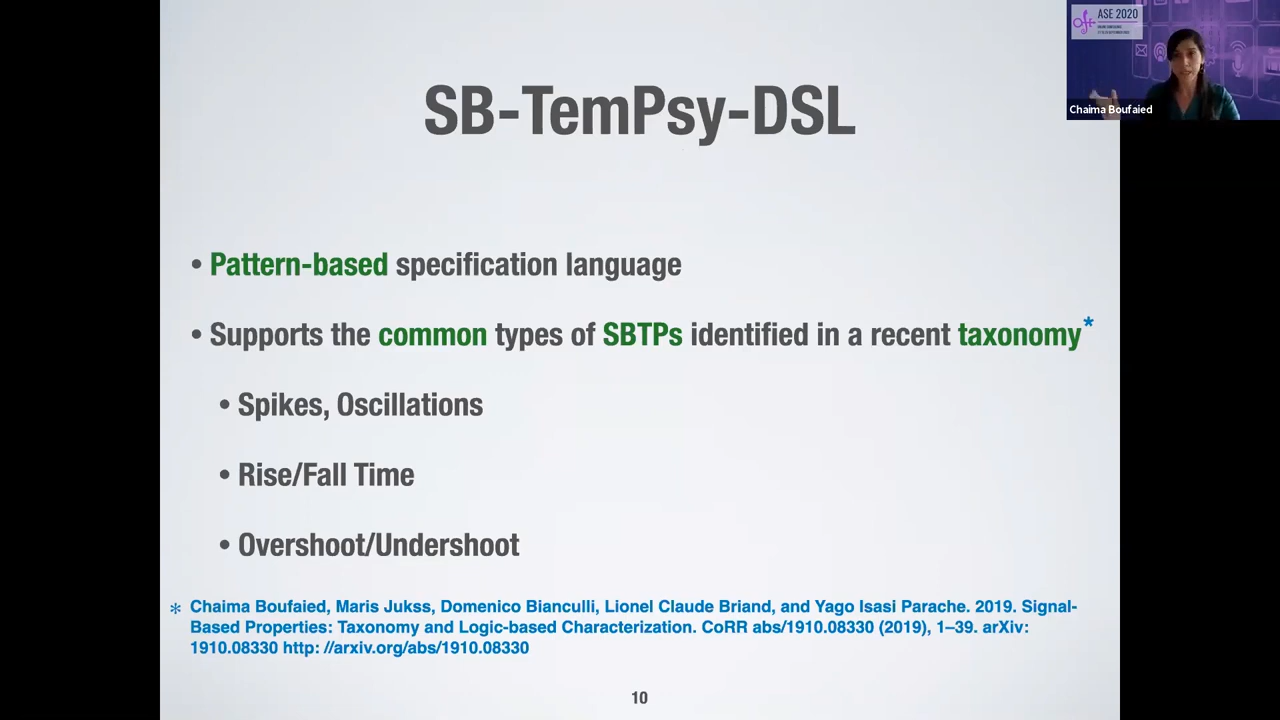 ASE 2020
Chaima Boufaied
SB-TemPsy-DSL
• Pattern-based specification language
• Supports the common types of SBTPs identified in a recent taxonomy*
• Spikes, Oscillations
• Rise/Fall Time
• Overshoot/Undershoot
* Chaima Boufaied, Maris Jukss, Domenico Bianculli, Lionel Claude Briand, and Yago Isasi Parache. 2019. Signal-
Based Properties: Taxonomy and Logic-based Characterization. CoRR abs/1910.08330 (2019), 1–39. arXiv:
1910.08330 http: //arxiv.org/abs/1910.08330
10